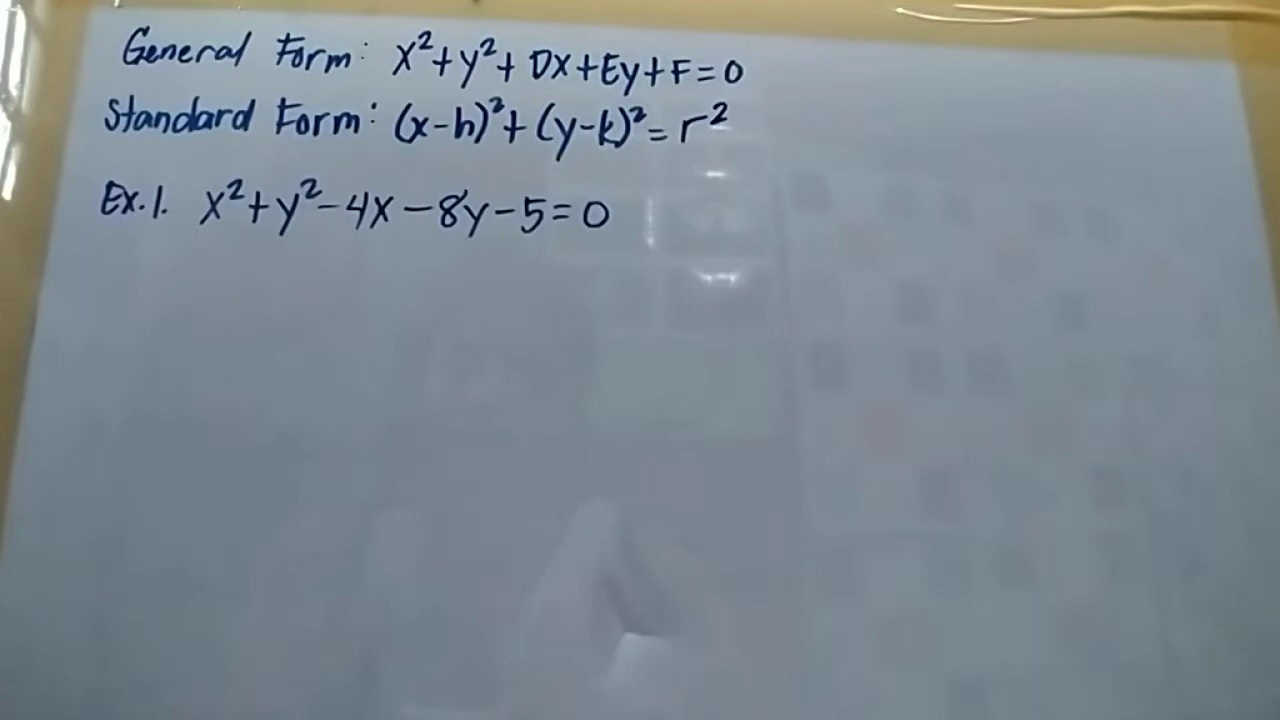 General Form: x²+y²+Dx+Ey+F=0
Standard Form: (x-h)²+(y-k)²=r²
Ex.1. x²+y²-4x-8y-5=0